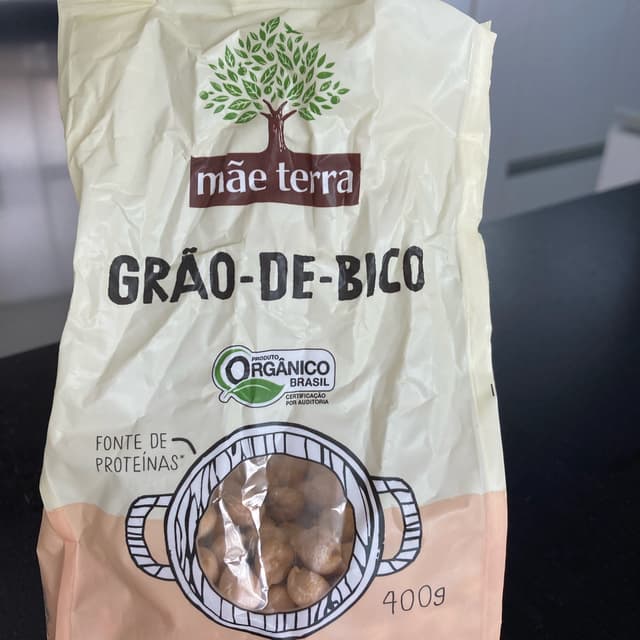 mãe terra
GRÃO-DE-BICO
PRODUTO
ORGÂNICO
BRASIL
CERTIFICAÇÃO
POR AUDITORIA
FONTE DE
PROTEÍNAS*
400g